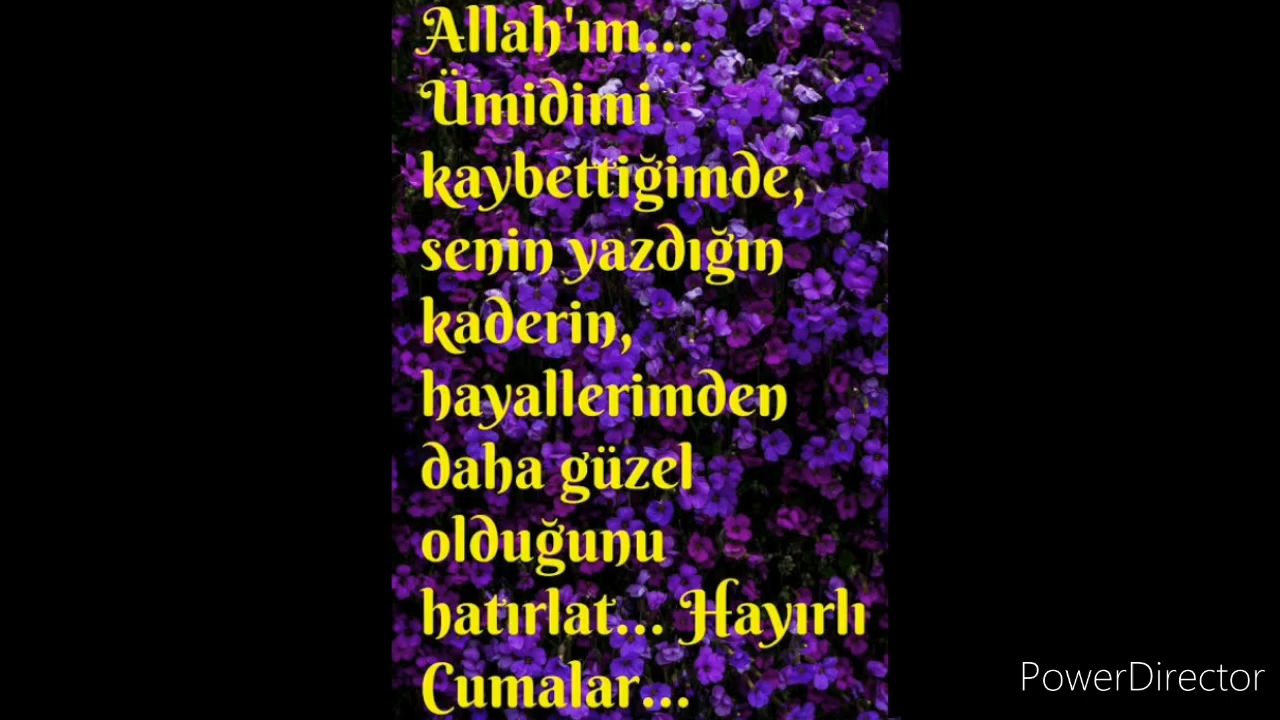 Allah'ım...
Ümidimi
kaybettiğimde,
senin yazdığın
kaderin,
hayallerimden
daha güzel
olduğunu
hatırlat... Hayırlı
Cumalar...
PowerDirector